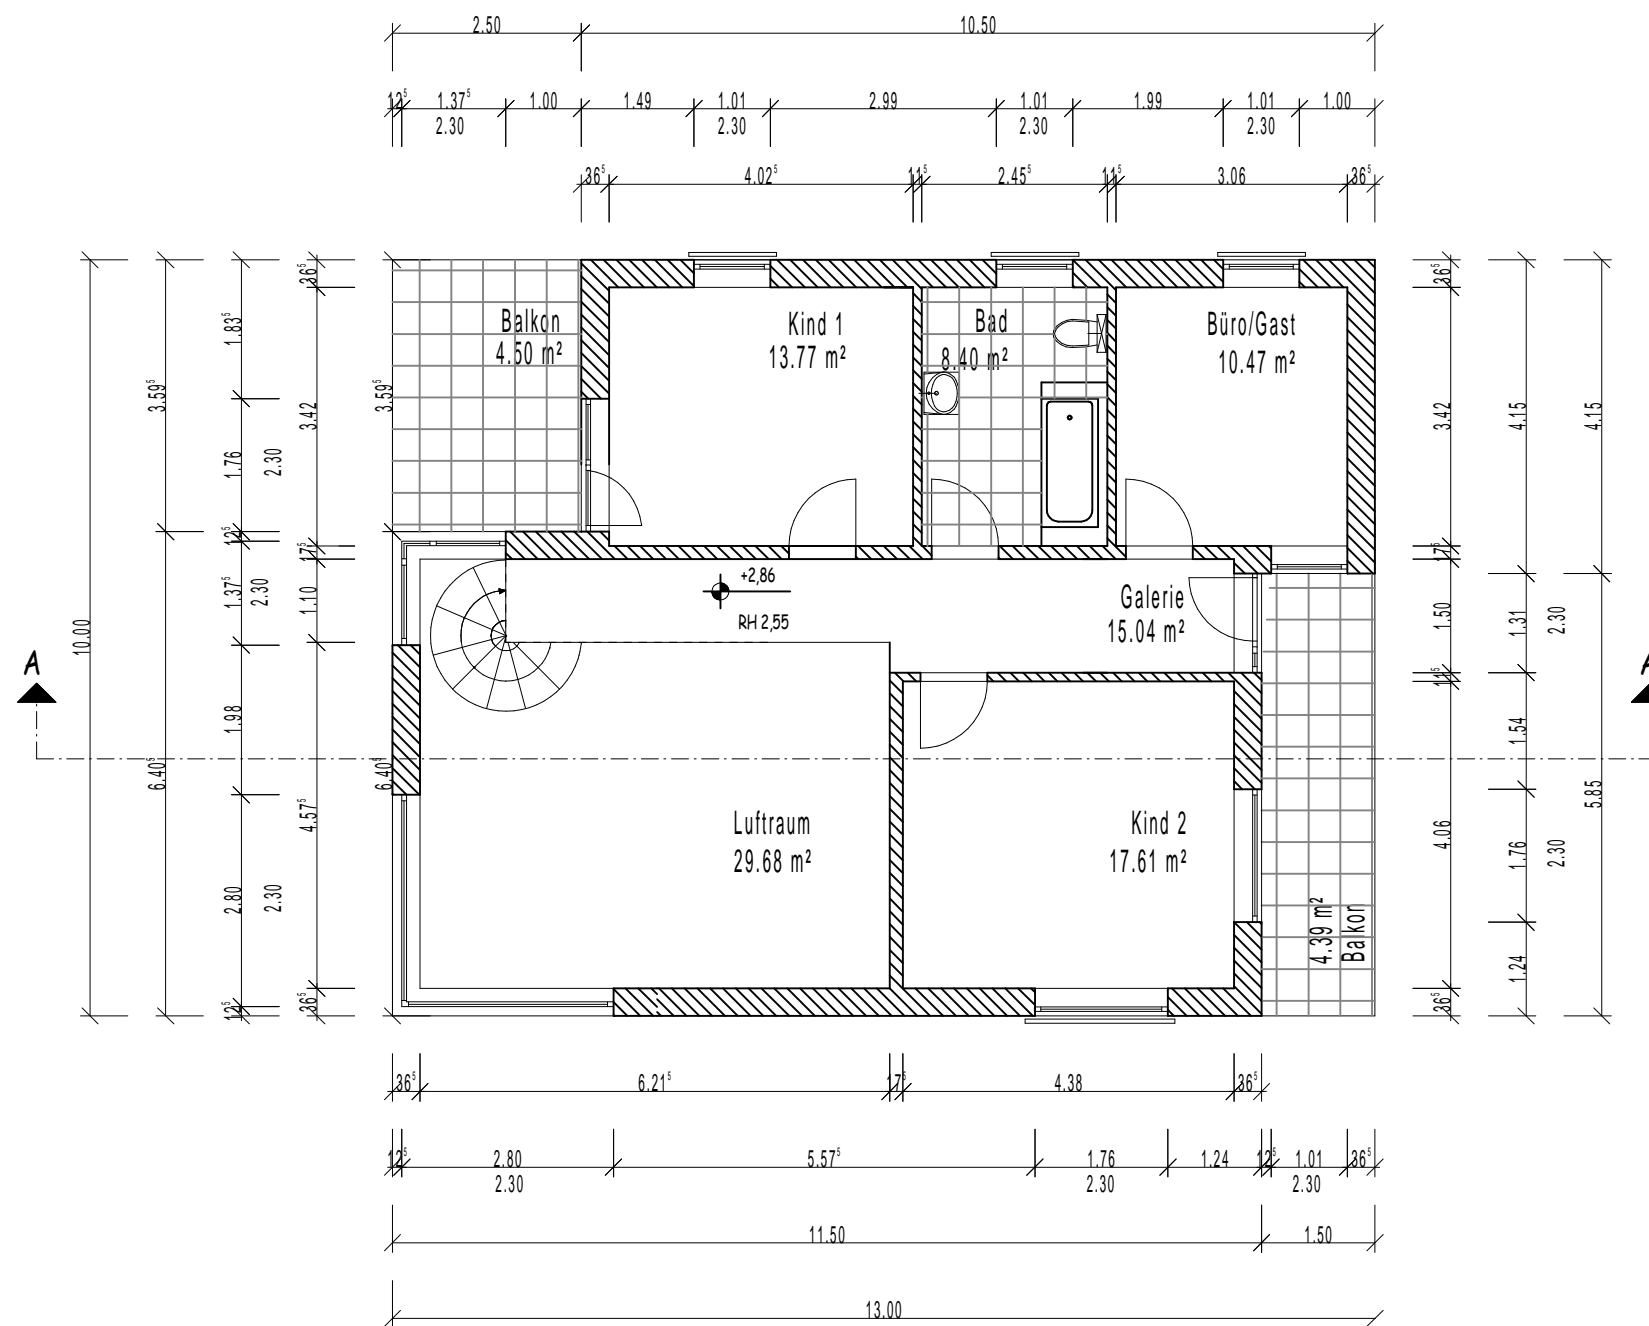 2.50 10.50
12⁵ 1.37⁵ 1.00 1.49 1.01 2.99 1.01 1.99 1.01 1.00
2.30 2.30 2.30 2.30
36⁵ 4.02⁵ 11⁵ 2.45⁵ 11⁵ 3.06 36⁵
Balkon
4.50 m²
Kind 1
13.77 m²
Bad
8.40 m²
Büro/Gast
10.47 m²
+2,86
RH 2,55
Galerie
15.04 m²
Luftraum
29.68 m²
Kind 2
17.61 m²
4.39 m²
Balkon
A
A
10.00
3.59⁵
6.40⁵
1.83⁵
1.76
2.30
12⁵
1.37⁵
2.30
1.98
2.80
2.30
12⁵
36⁵
3.42
17⁵
1.10
4.57⁵
36⁵
3.59⁵
6.40⁵
36⁵
3.42
17⁵
1.50
11⁵
4.06
36⁵
4.15
1.31
2.30
1.54
1.76
2.30
1.24
4.15
5.85
36⁵ 6.21⁵ 17⁵ 4.38 36⁵
12⁵ 2.80 5.57⁵ 1.76 1.24 12⁵ 1.01 36⁵
2.30 2.30 2.30
11.50 1.50
13.00